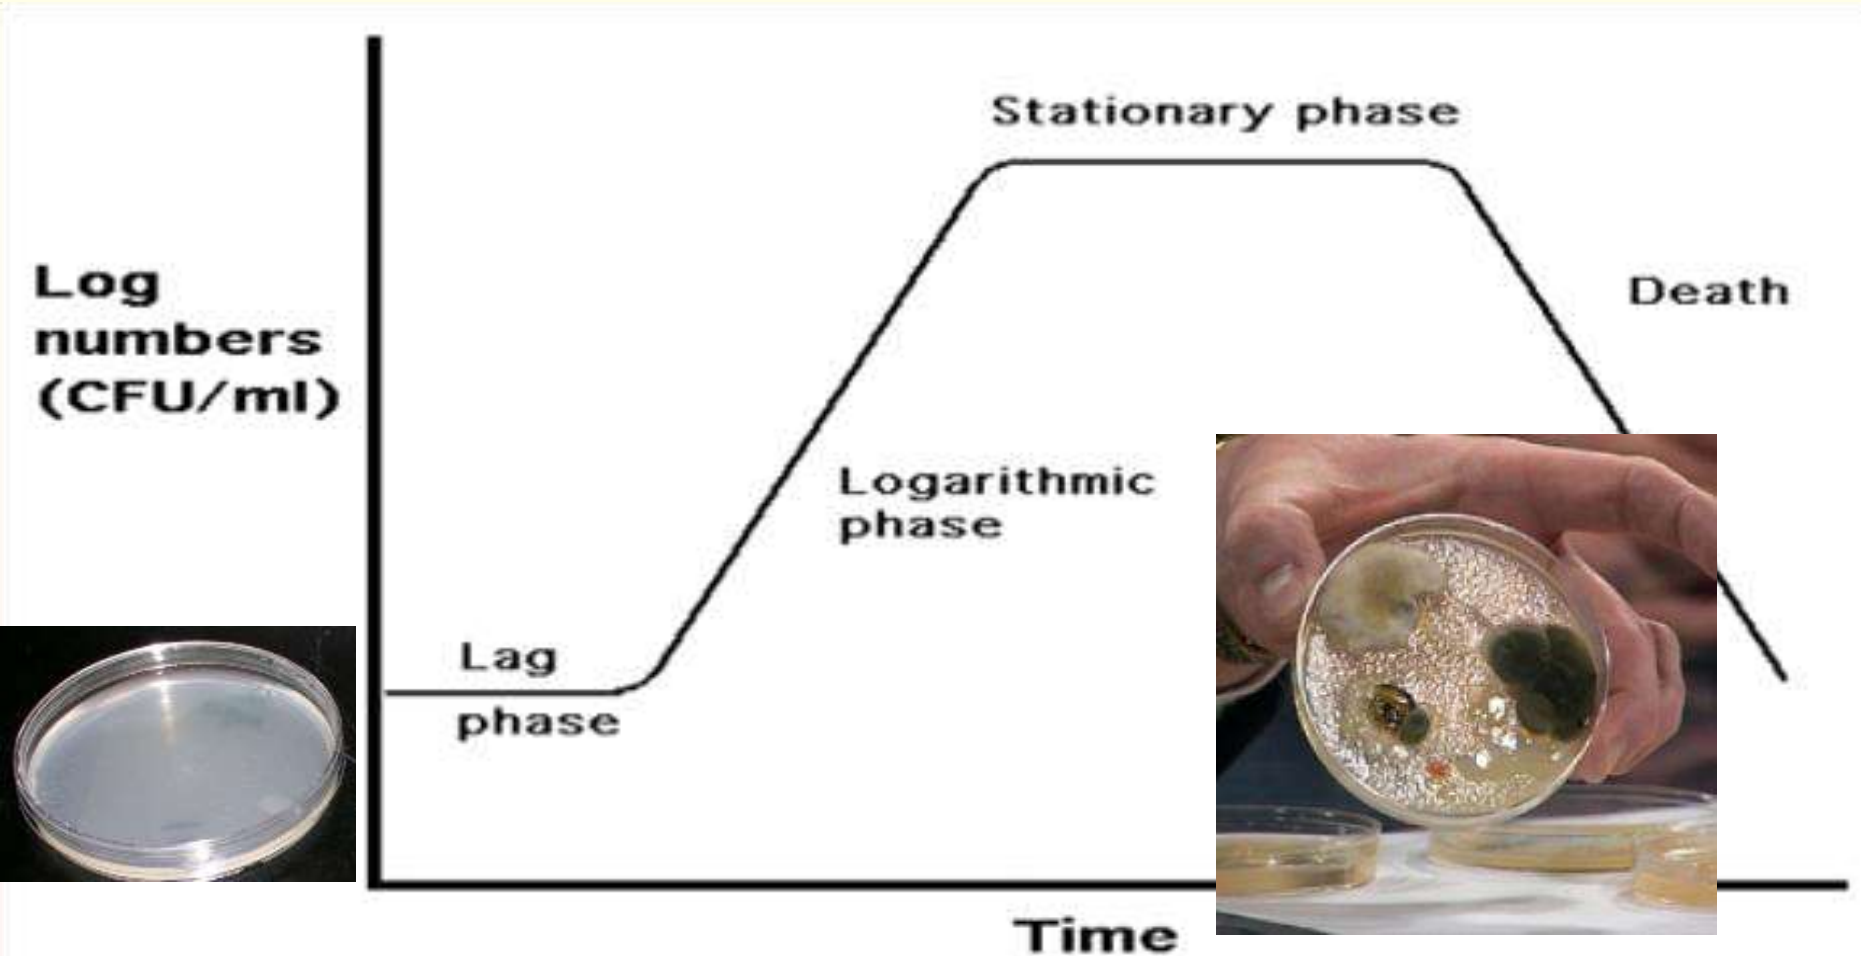 Stationary phase
Log
numbers
(CFU/ml)
Death
Logarithmic
phase
Lag
phase
Time